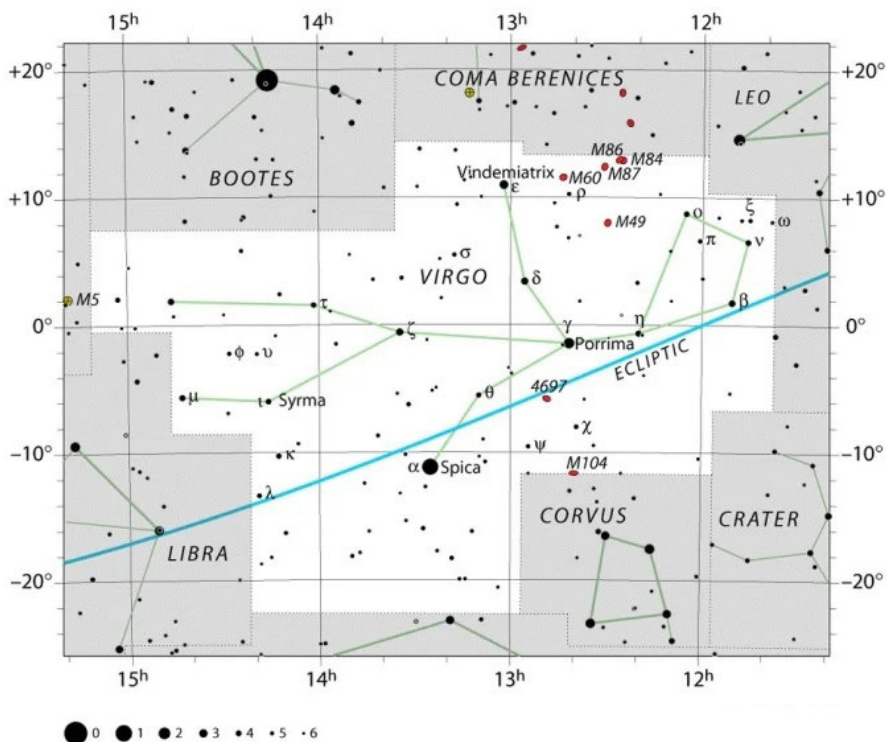 15h 14h 13h 12h
+20° COMA BERENICES +20°
LEO
M86 M84
Vindemiatrix M87
BOOTES ε M60 ρ
+10° +10°
ο ξ ω
M49
π ν
σ
VIRGO δ
M5 τ β
0° ζ γ η 0°
Porrima
φ υ ECLIPTIC
μ ι Syrma θ 4697
χ
ψ
−10° κ α Spica M104 −10°
λ
CORVUS CRATER
LIBRA
−20° −20°
15h 14h 13h 12h
0 1 2 3 4 5 6